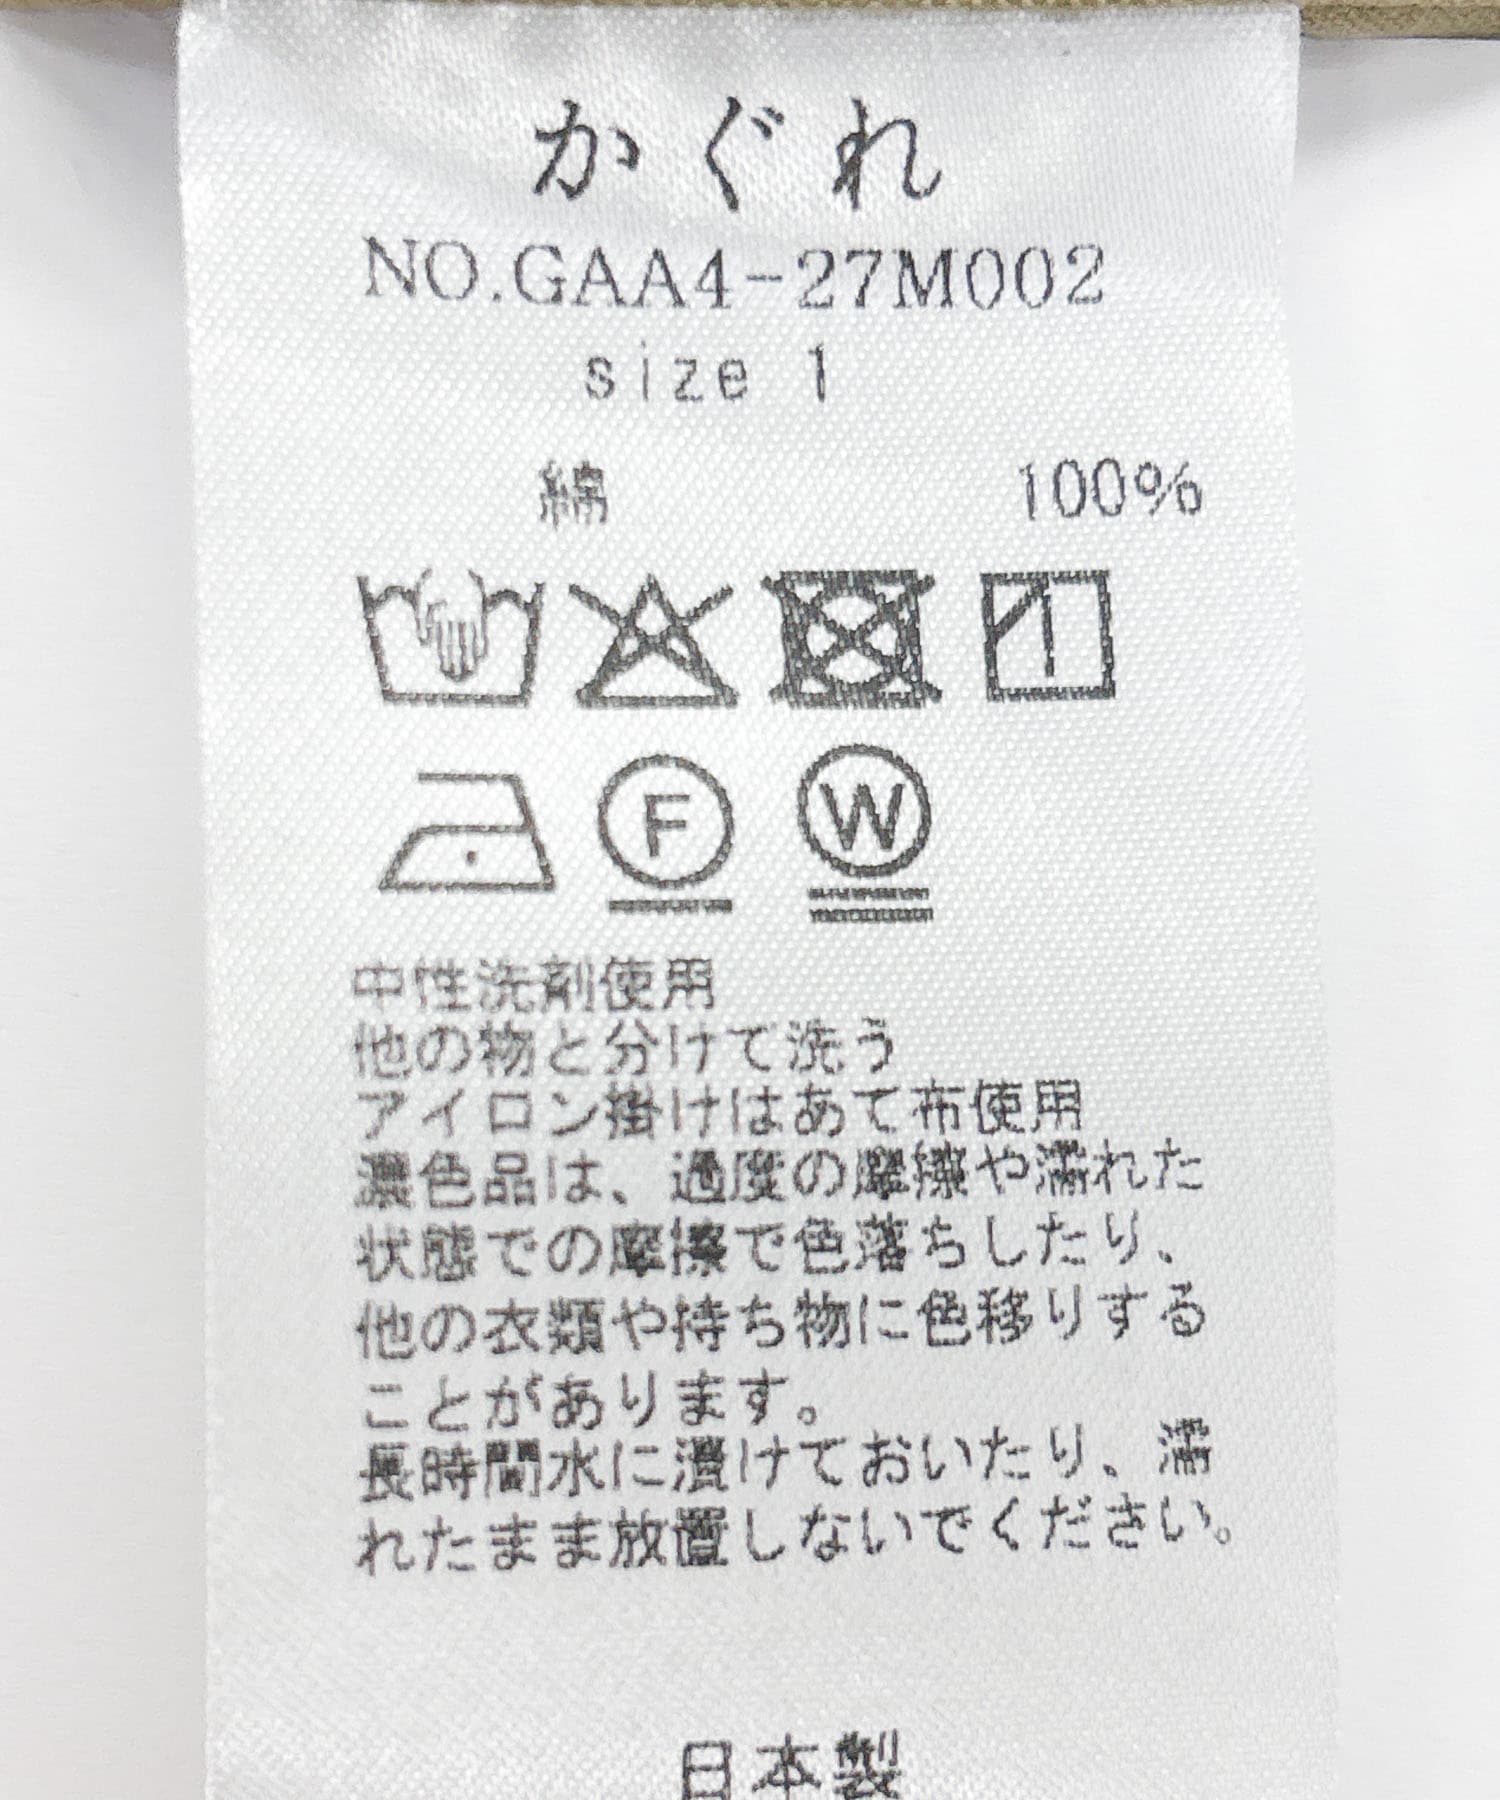 かぐれ
NO.GAA4-27M002
size 1
綿 100%
F W
中性洗剤使用
他の物と分けて洗う
アイロン掛けはあて布使用
濃色品は、過度の摩擦や濡れた
状態での摩擦で色落ちしたり、
他の衣類や持ち物に色移りする
ことがあります。
長時間水に漬けておいたり、濡
れたまま放置しないでください。
日本製